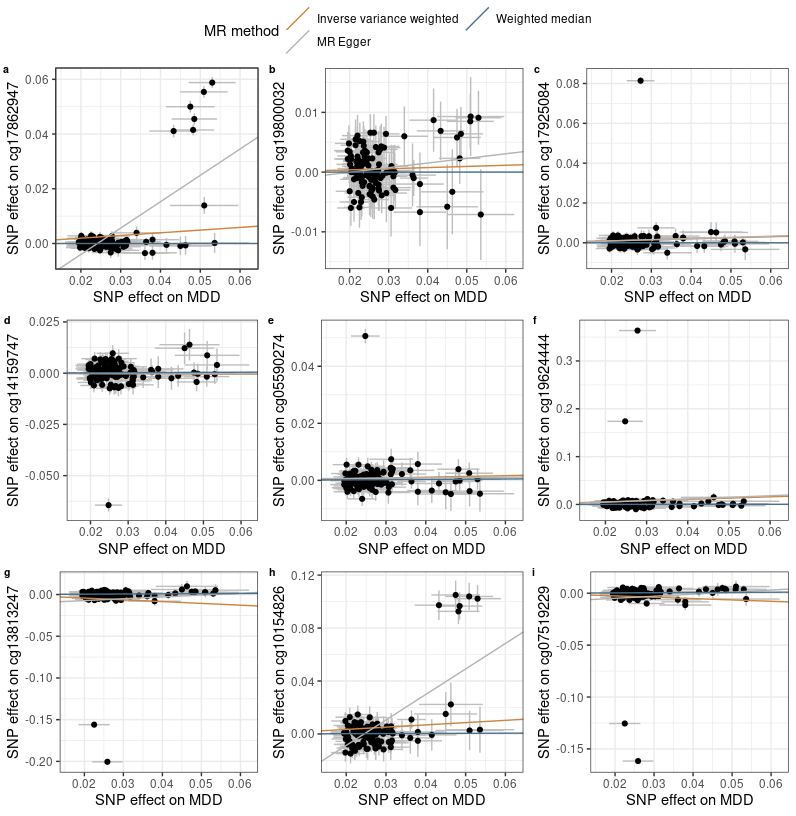 MR method
Inverse variance weighted
Weighted median
MR Egger
a
SNP effect on cg17862947
0.06
0.04
0.02
0.00
0.02 0.03 0.04 0.05 0.06
SNP effect on MDD
b
SNP effect on cg19800032
0.01
0.00
-0.01
0.02 0.03 0.04 0.05 0.06
SNP effect on MDD
c
SNP effect on cg17925084
0.08
0.06
0.04
0.02
0.00
0.02 0.03 0.04 0.05 0.06
SNP effect on MDD
d
SNP effect on cg14159747
0.025
0.000
-0.025
-0.050
0.02 0.03 0.04 0.05 0.06
SNP effect on MDD
e
SNP effect on cg05590274
0.04
0.02
0.00
0.02 0.03 0.04 0.05 0.06
SNP effect on MDD
f
SNP effect on cg19624444
0.3
0.2
0.1
0.0
0.02 0.03 0.04 0.05 0.06
SNP effect on MDD
g
SNP effect on cg13813247
0.00
-0.05
-0.10
-0.15
-0.20
0.02 0.03 0.04 0.05 0.06
SNP effect on MDD
h
SNP effect on cg10154826
0.12
0.08
0.04
0.00
0.02 0.03 0.04 0.05 0.06
SNP effect on MDD
i
SNP effect on cg07519229
0.00
-0.05
-0.10
-0.15
0.02 0.03 0.04 0.05 0.06
SNP effect on MDD